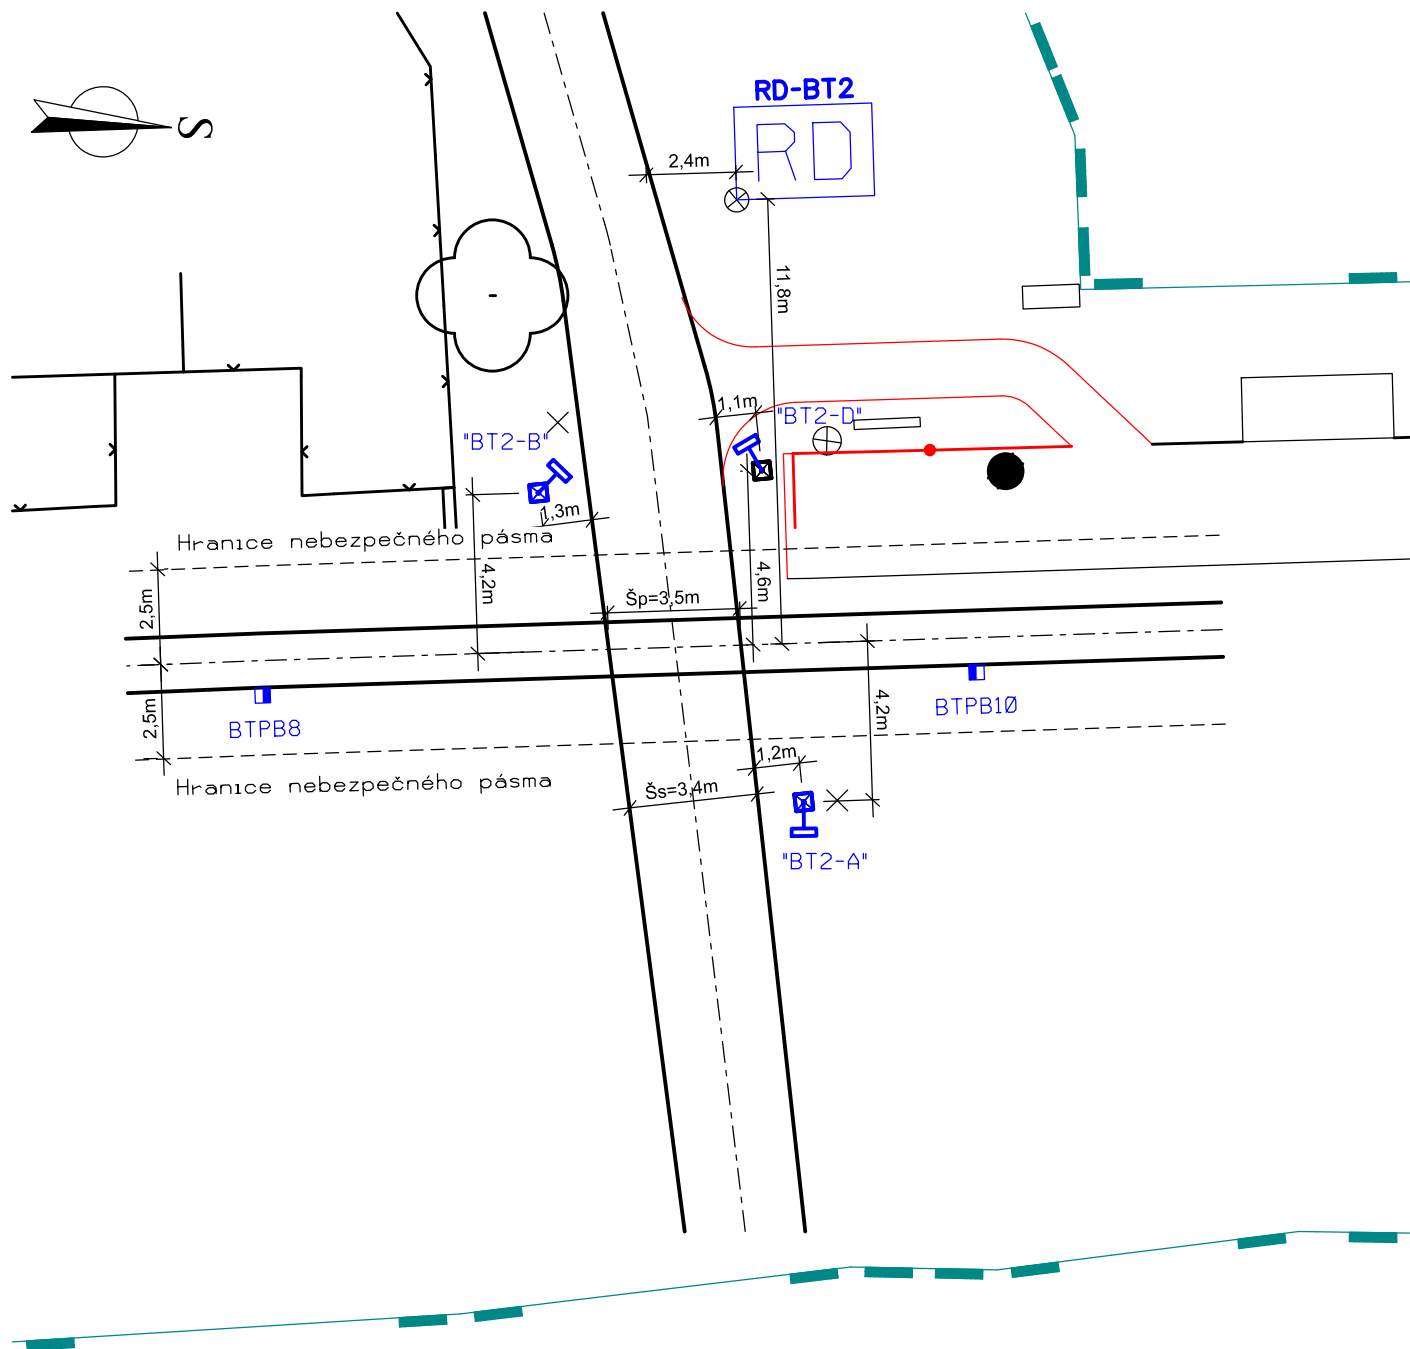 RD-BT2
RD
S
2,4m
11,8m
1,1m
"BT2-D"
"BT2-B"
1,3m
Hranice nebezpečného pásma
4,2m
4,6m
2,5m
Šp=3,5m
2,5m
BTPB8
4,2m
BTPB10
1,2m
Hranice nebezpečného pásma
Šs=3,4m
"BT2-A"